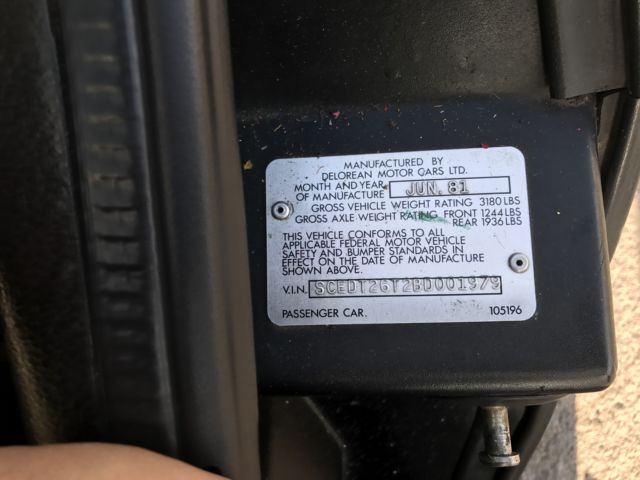 MANUFACTURED BY
DELOREAN MOTOR CARS LTD.
MONTH AND YEAR
OF MANUFACTURE JUN. 81
GROSS VEHICLE WEIGHT RATING 3180 LBS
GROSS AXLE WEIGHT RATING FRONT 1244 LBS
REAR 1936 LBS
THIS VEHICLE CONFORMS TO ALL
APPLICABLE FEDERAL MOTOR VEHICLE
SAFETY AND BUMPER STANDARDS IN
EFFECT ON THE DATE OF MANUFACTURE
SHOWN ABOVE.
V.I.N. SCEDT26T2BD001979
PASSENGER CAR. 105196